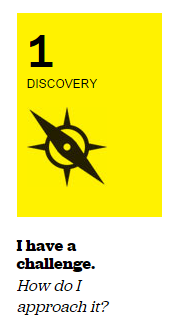 1
DISCOVERY
I have a
challenge.
How do I
approach it?